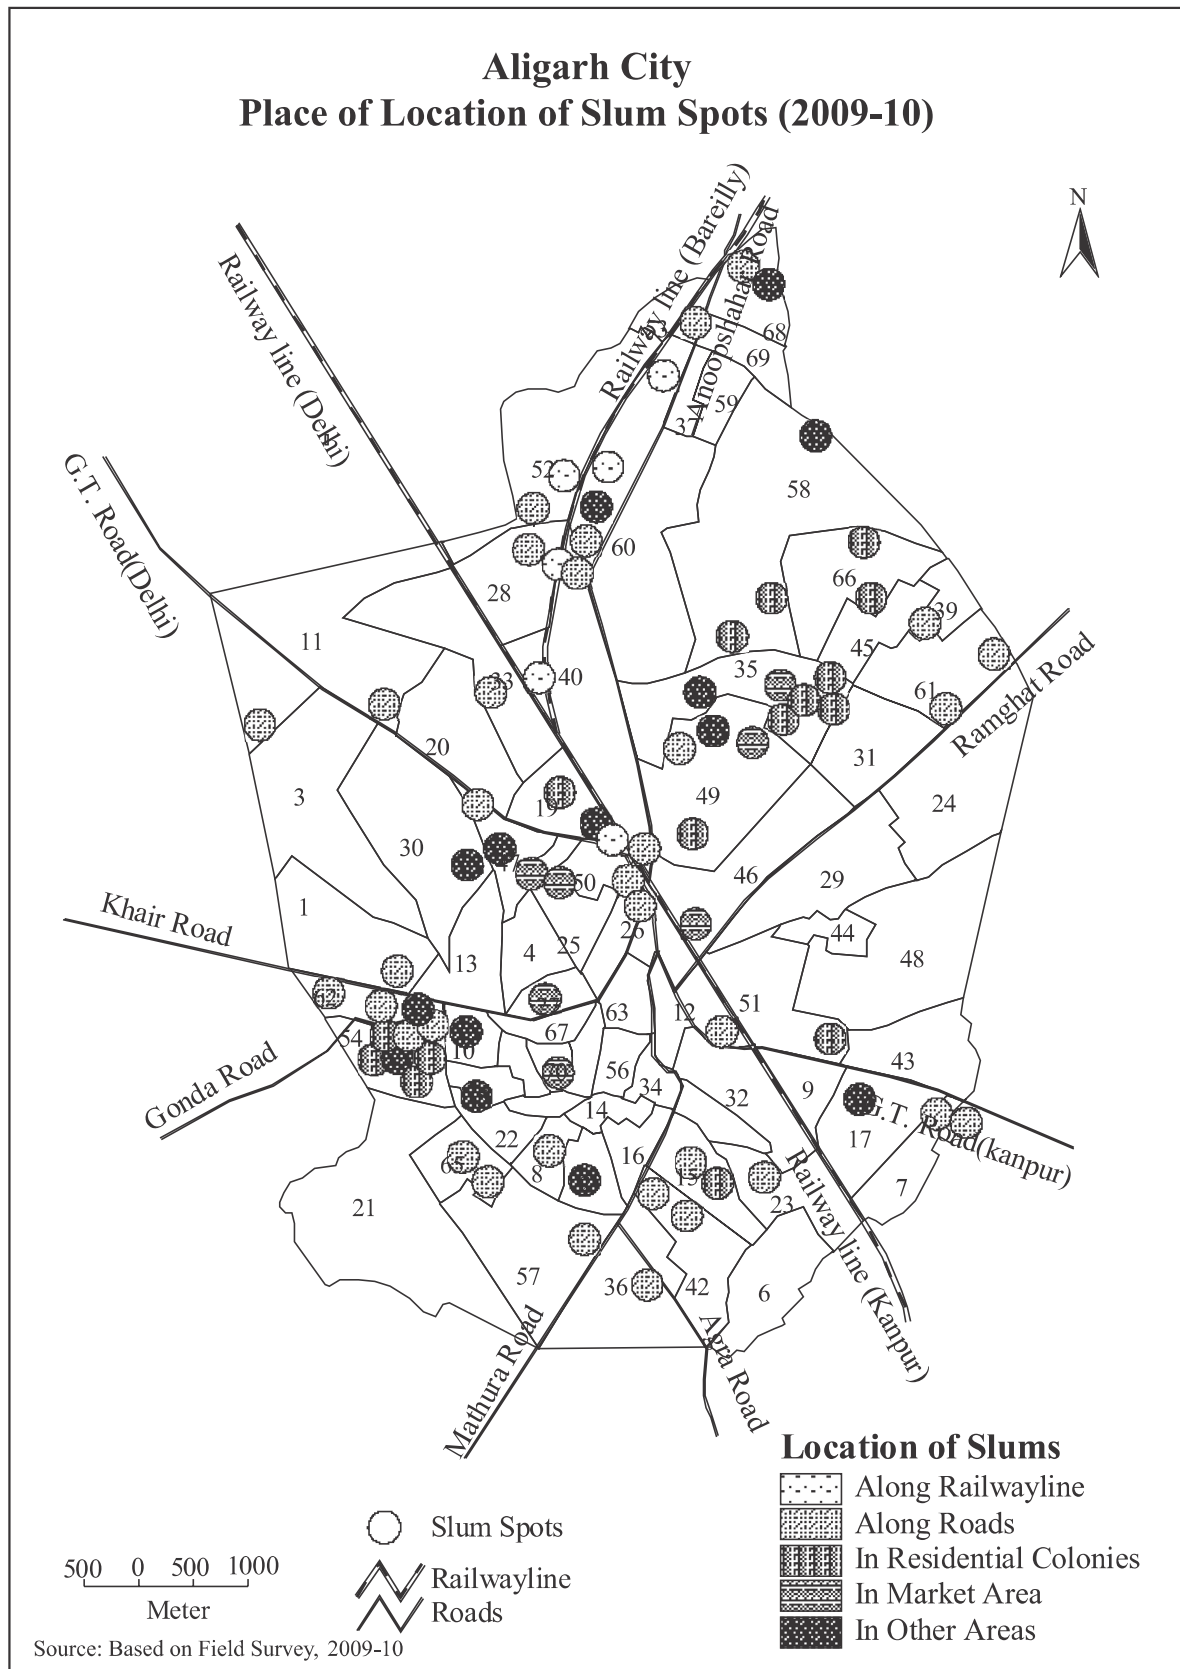 Aligarh City
Place of Location of Slum Spots (2009-10)
N
Railway line (Bareilly)
Anoopshahar Road
Railway line (Delhi)
G.T. Road(Delhi)
68
69
59
37
52
58
60
66
28
39
11
45
35
33
40
61
Ramghat Road
20
31
3
19
49
24
30
50
46
29
1
Khair Road
26
44
25
4
13
48
62
51
63
12
67
54
10
43
56
70
34
9
32
Gonda Road
14
G.T. Road(kanpur)
22
17
16
65
8
15
7
21
23
Railway line (Kanpur)
57
36
42
6
Mathura Road
Agra Road
Location of Slums
Along Railwayline
Along Roads
In Residential Colonies
In Market Area
In Other Areas
Slum Spots
Railwayline
Roads
500 0 500 1000
Meter
Source: Based on Field Survey, 2009-10